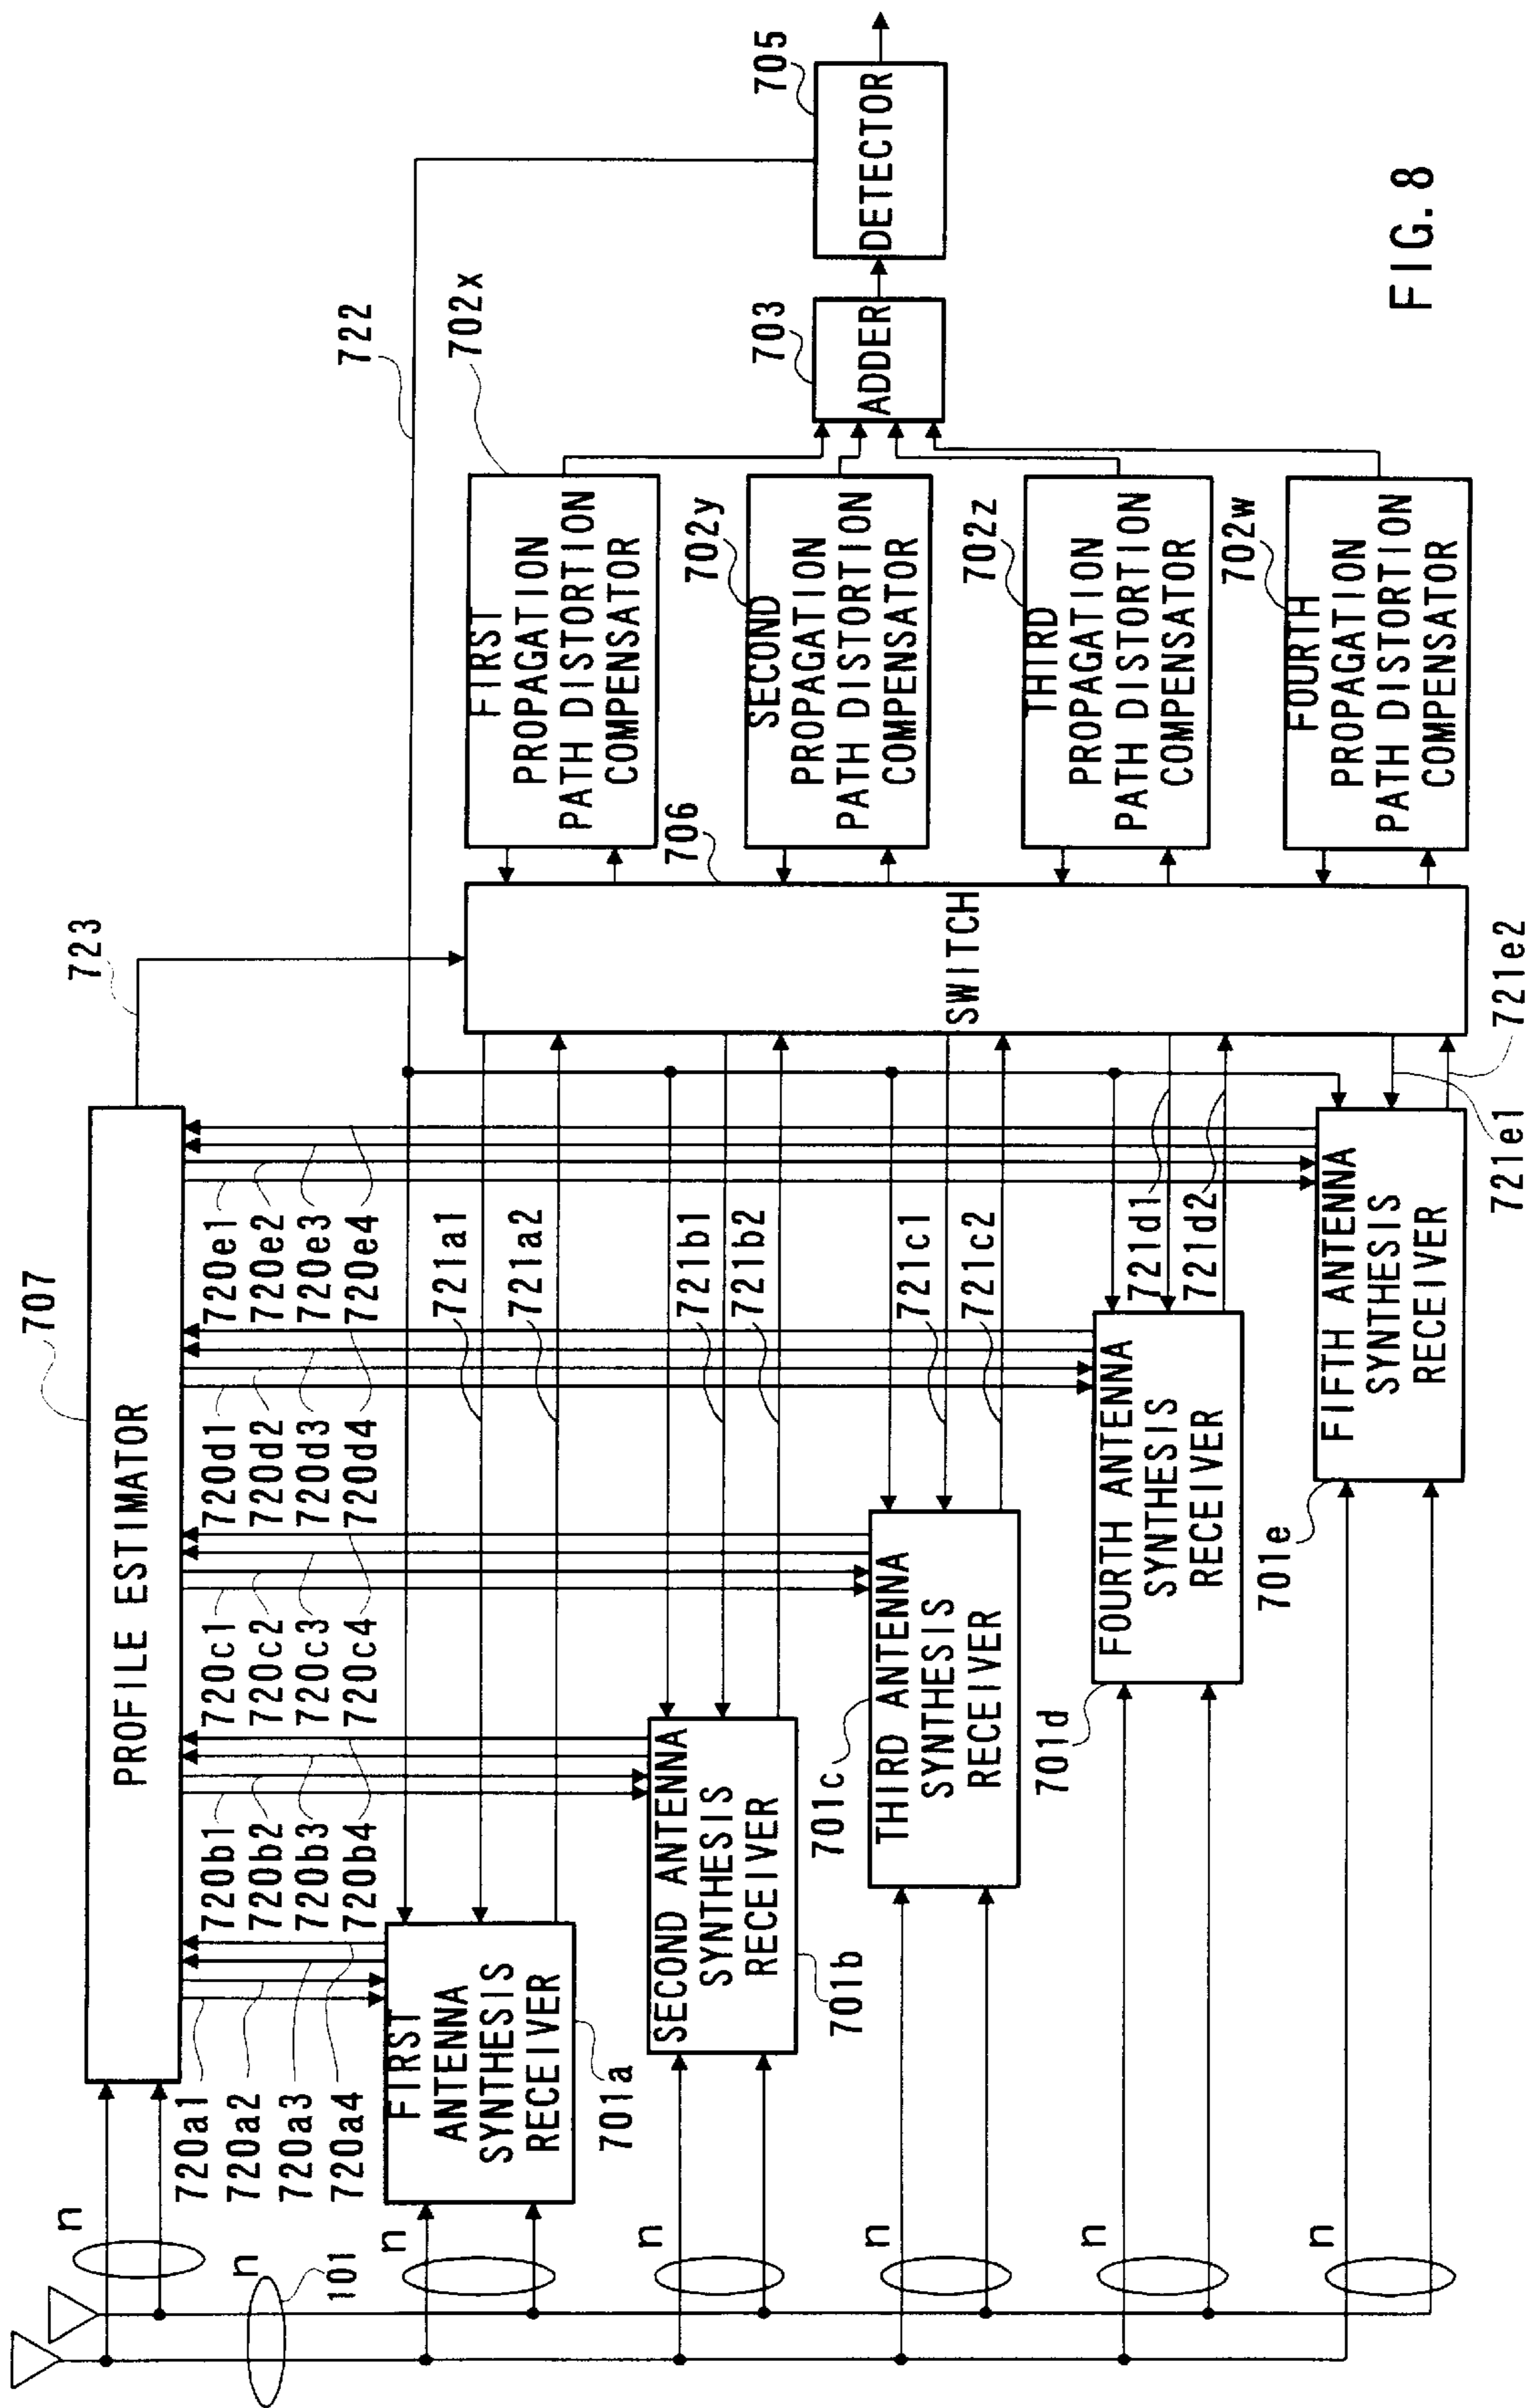 707
PROFILE ESTIMATOR
723
722
n
n
101
720a1
720a2
720a3
720a4
720b1
720b2
720b3
720b4
720c1
720c2
720c3
720c4
720d1
720d2
720d3
720d4
720e1
720e2
720e3
720e4
n
FIRST
ANTENNA
SYNTHESIS
RECEIVER
701a
721a1
721a2
n
SECOND ANTENNA
SYNTHESIS
RECEIVER
701b
721b1
721b2
n
701c
THIRD ANTENNA
SYNTHESIS
RECEIVER
721c1
721c2
n
701d
FOURTH ANTENNA
SYNTHESIS
RECEIVER
721d1
721d2
n
701e
FIFTH ANTENNA
SYNTHESIS
RECEIVER
721e1
721e2
706
SWITCH
702x
FIRST
PROPAGATION
PATH DISTORTION
COMPENSATOR
702y
SECOND
PROPAGATION
PATH DISTORTION
COMPENSATOR
702z
THIRD
PROPAGATION
PATH DISTORTION
COMPENSATOR
702w
FOURTH
PROPAGATION
PATH DISTORTION
COMPENSATOR
703
ADDER
705
DETECTOR
FIG. 8